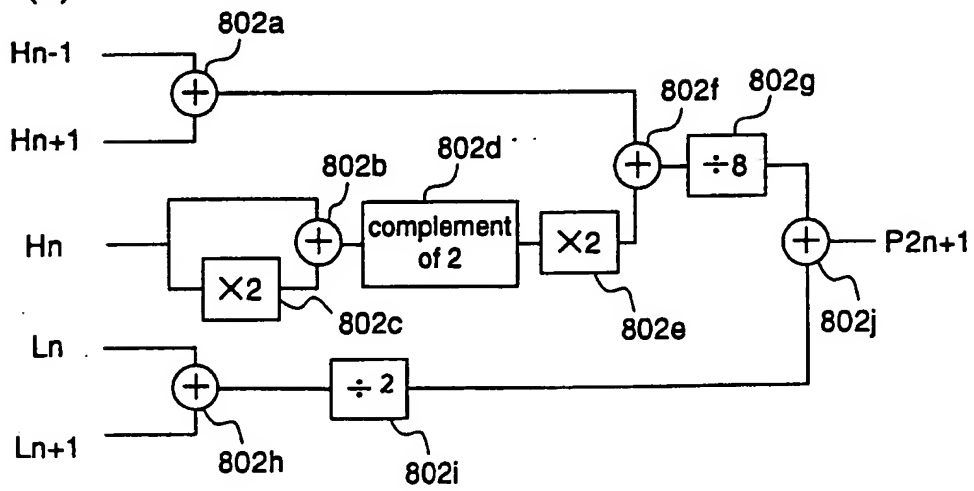 802a
Hn-1
802f
802g
Hn+1
802d
÷8
802b
complement
of 2
Hn
×2
P2n+1
×2
802c
802e
802j
Ln
÷ 2
Ln+1
802h
802i